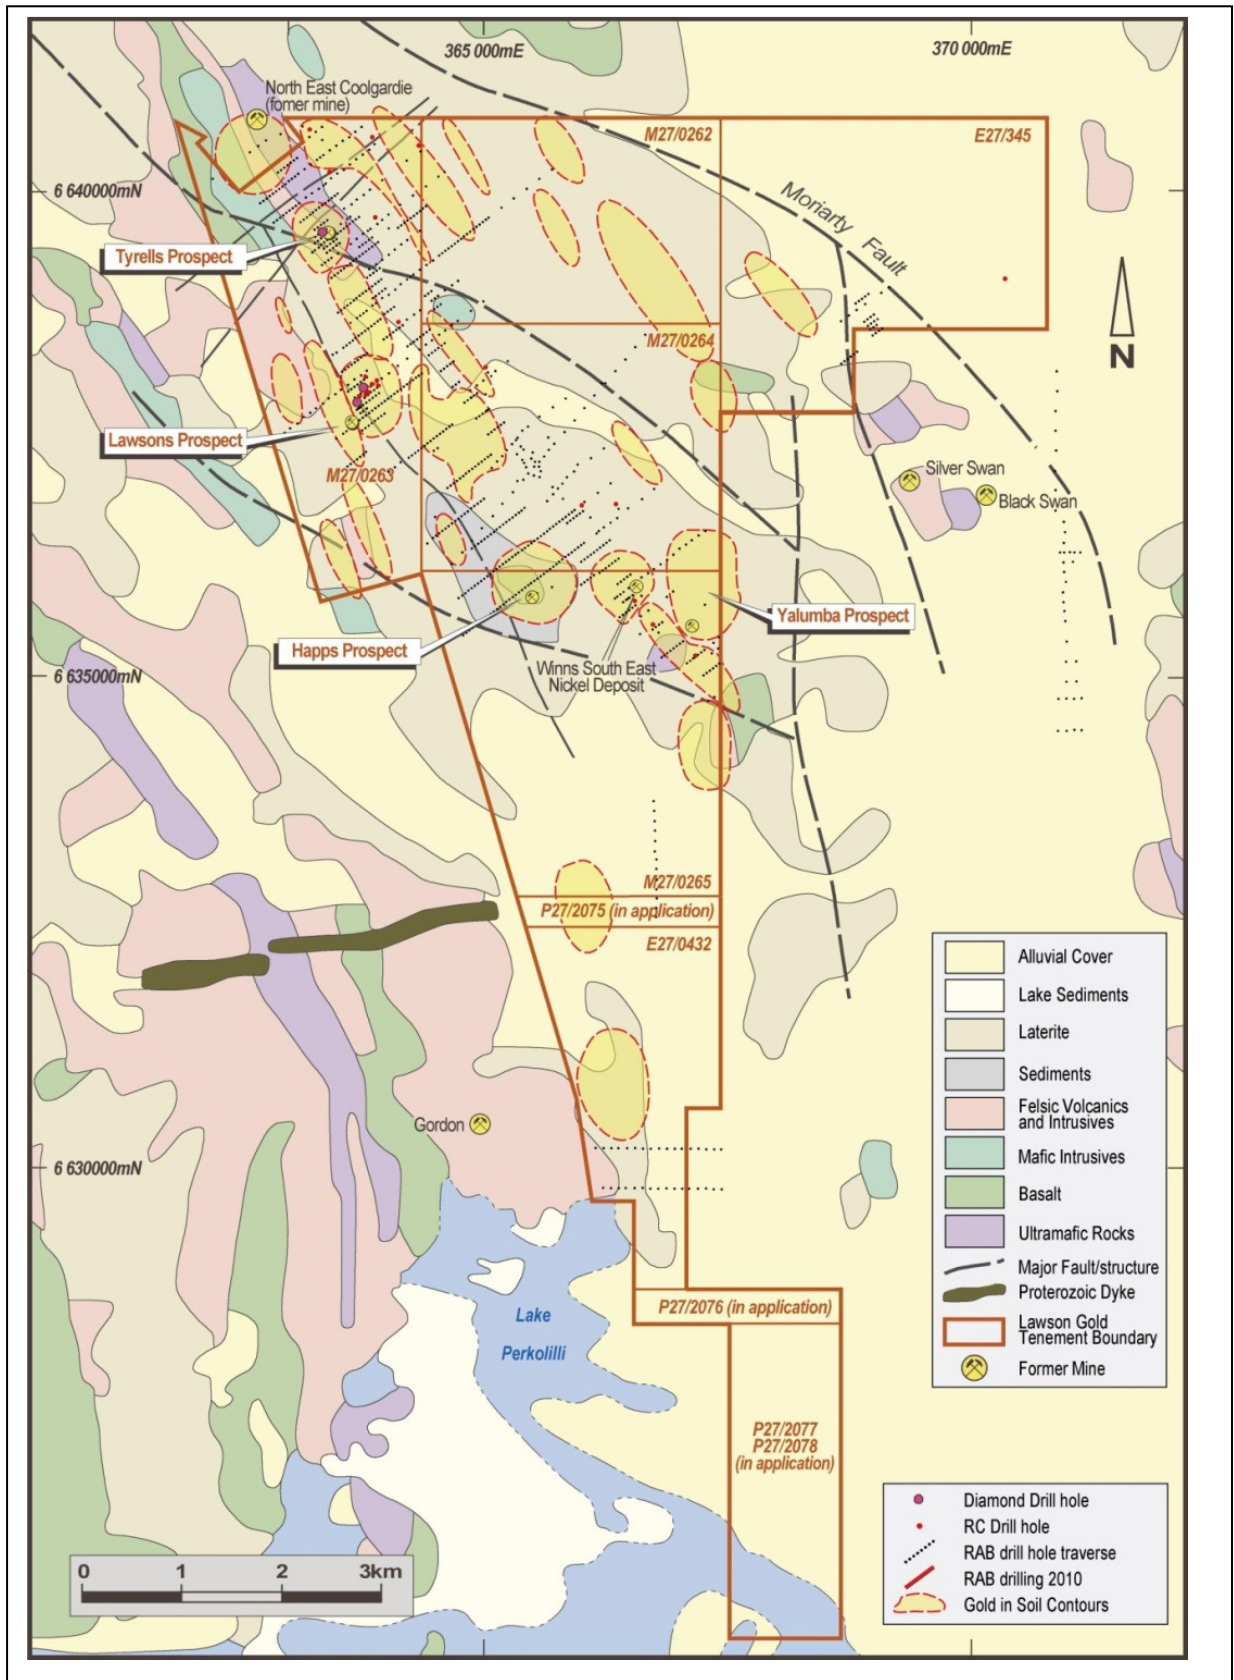 365 000mE
370 000mE
North East Coolgardie
(fomer mine)
M27/0262
E27/345
6 640000mN
Moriarty Fault
Tyrells Prospect
N
M27/0264
Lawsons Prospect
M27/0263
Silver Swan
Black Swan
Yalumba Prospect
Happs Prospect
Winns South East
Nickel Deposit
6 635000mN
M27/0265
P27/2075 (in application)
E27/0432
Alluvial Cover
Lake Sediments
Laterite
Sediments
Felsic Volcanics
and Intrusives
Mafic Intrusives
Basalt
Ultramafic Rocks
Major Fault/structure
Proterozoic Dyke
Lawson Gold
Tenement Boundary
Former Mine
Gordon
6 630000mN
Lake
Perkolilli
P27/2076 (in application)
P27/2077
P27/2078
(in application)
Diamond Drill hole
RC Drill hole
RAB drill hole traverse
RAB drilling 2010
Gold in Soil Contours
0 1 2 3km